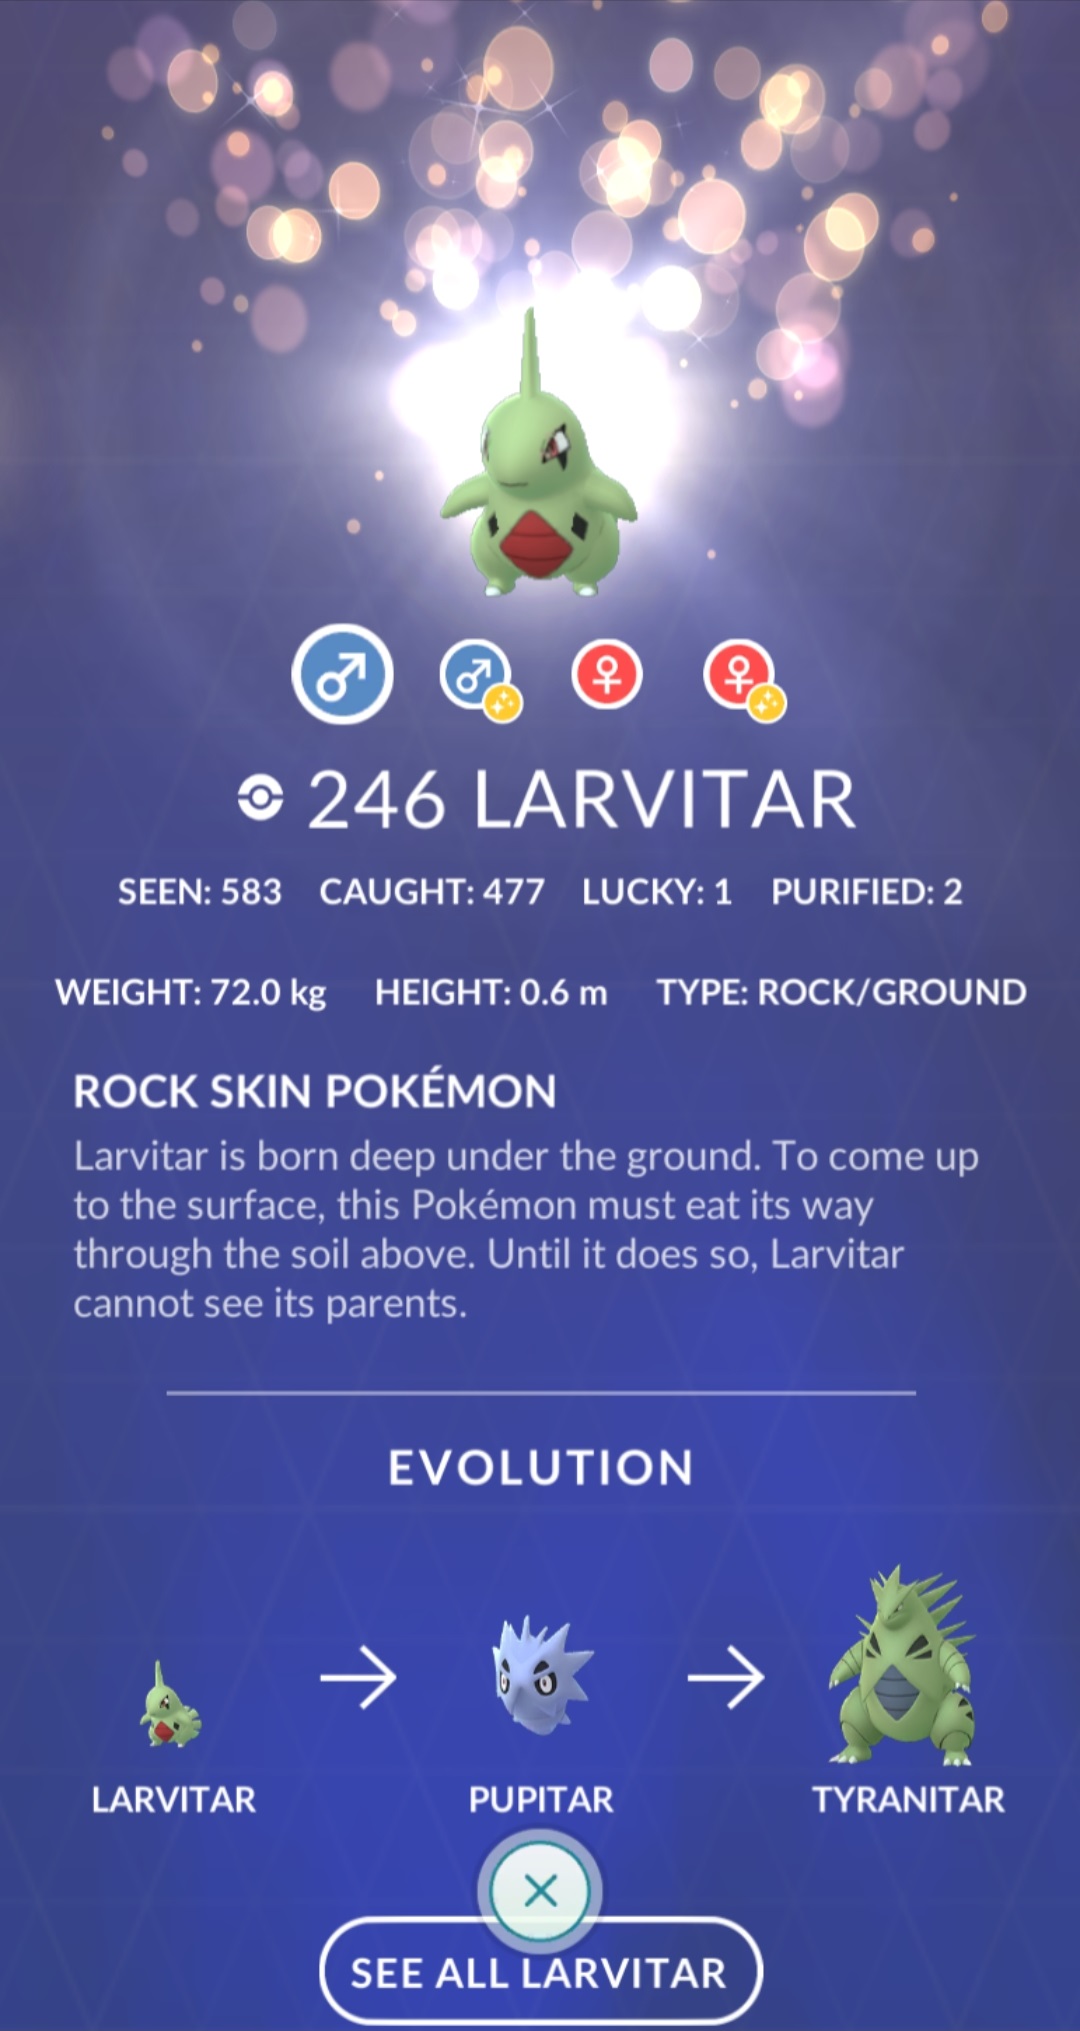 246 LARVITAR
SEEN: 583 CAUGHT: 477 LUCKY: 1 PURIFIED: 2
WEIGHT: 72.0 kg HEIGHT: 0.6 m TYPE: ROCK/GROUND
ROCK SKIN POKÉMON
Larvitar is born deep under the ground. To come up
to the surface, this Pokémon must eat its way
through the soil above. Until it does so, Larvitar
cannot see its parents.
EVOLUTION
LARVITAR PUPITAR TYRANITAR
SEE ALL LARVITAR